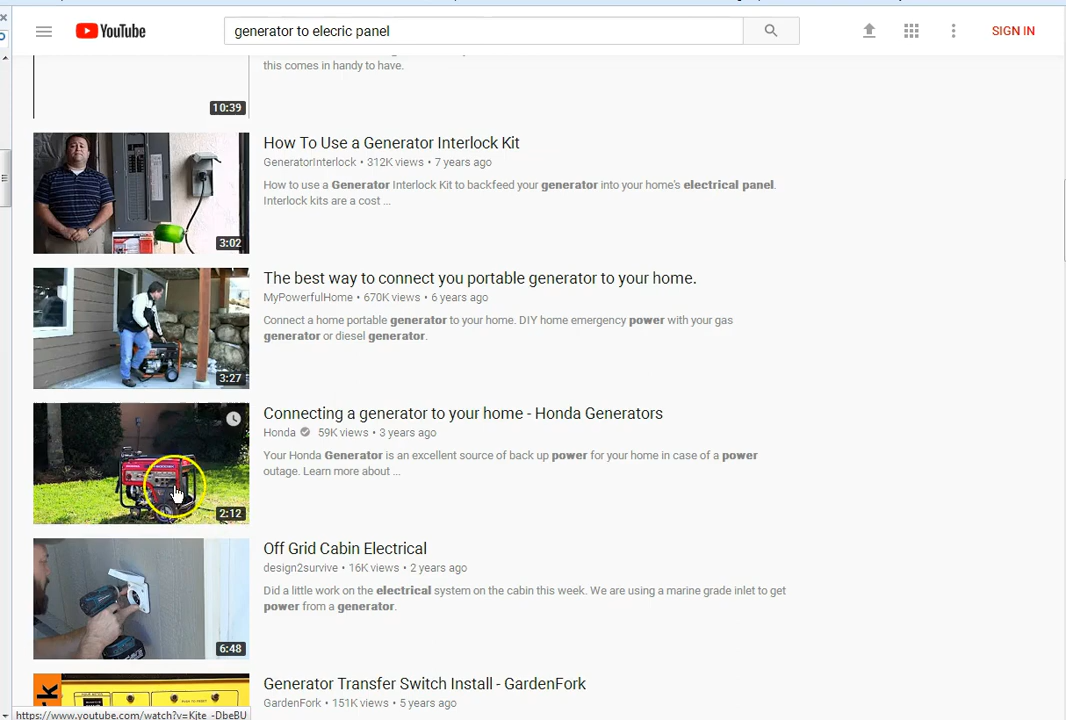 YouTube
generator to elecric panel
SIGN IN
this comes in handy to have.
10:39
How To Use a Generator Interlock Kit
GeneratorInterlock • 312K views • 7 years ago
How to use a Generator Interlock Kit to backfeed your generator into your home's electrical panel.
Interlock kits are a cost ...
3:02
The best way to connect you portable generator to your home.
MyPowerfulHome • 670K views • 6 years ago
Connect a home portable generator to your home. DIY home emergency power with your gas
generator or diesel generator.
3:27
Connecting a generator to your home - Honda Generators
Honda 59K views • 3 years ago
Your Honda Generator is an excellent source of back up power for your home in case of a power
outage. Learn more about ...
2:12
Off Grid Cabin Electrical
design2survive • 16K views • 2 years ago
Did a little work on the electrical system on the cabin this week. We are using a marine grade inlet to get
power from a generator.
6:48
Generator Transfer Switch Install - GardenFork
GardenFork • 151K views • 5 years ago
https://www.youtube.com/watch?v=Kjte_-DbeBU